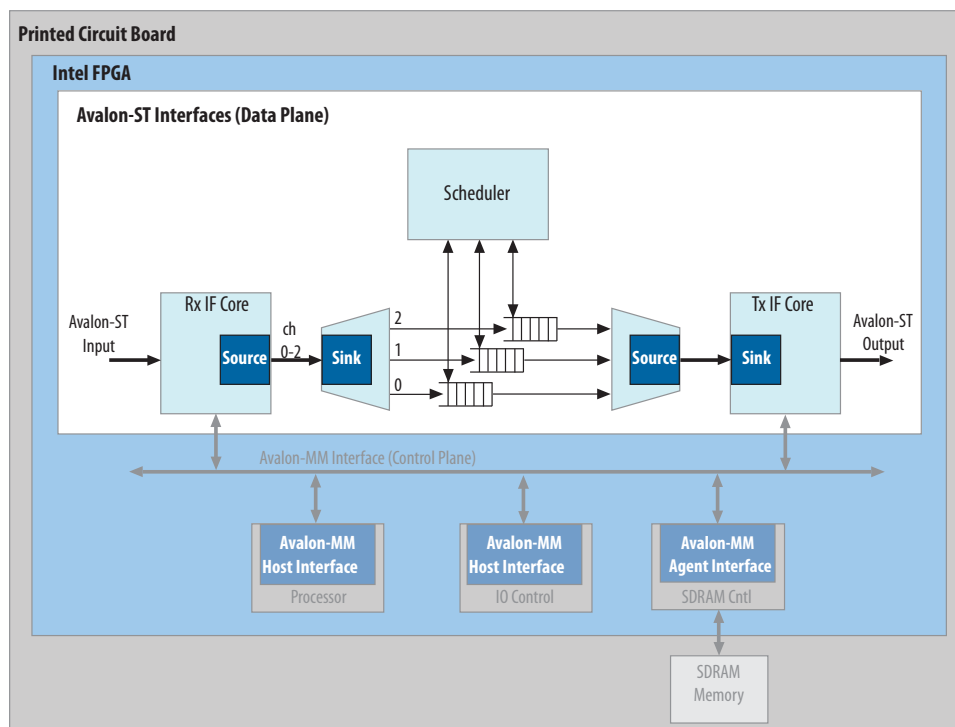 Printed Circuit Board
Intel FPGA
Avalon-ST Interfaces (Data Plane)
Scheduler
Rx IF Core
Tx IF Core
Avalon-ST
Input
ch
0-2
Source
Sink
2
1
0
Source
Sink
Avalon-ST
Output
Avalon-MM Interface (Control Plane)
Avalon-MM
Host Interface
Processor
Avalon-MM
Host Interface
IO Control
Avalon-MM
Agent Interface
SDRAM Cntl
SDRAM
Memory